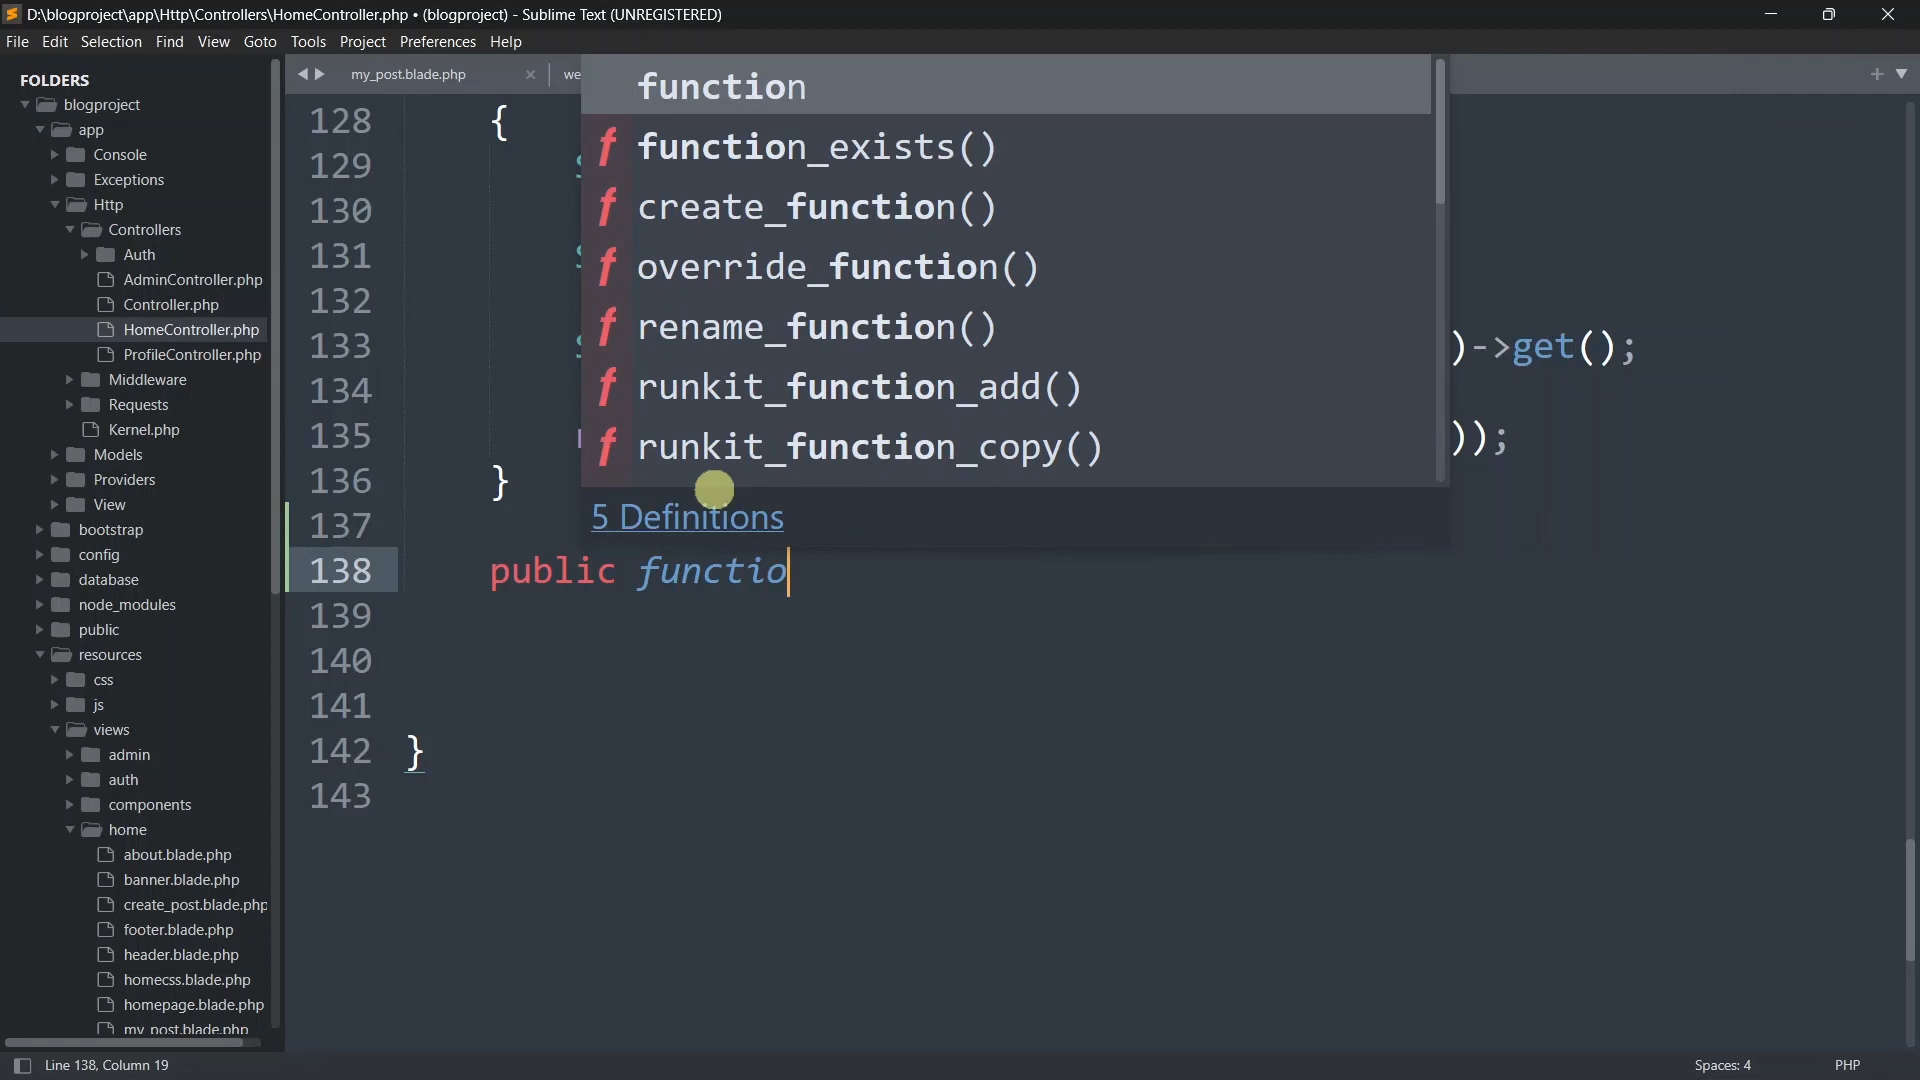 D:\blogproject\app\Http\Controllers\HomeController.php • (blogproject) - Sublime Text (UNREGISTERED)
File Edit Selection Find View Goto Tools Project Preferences Help
FOLDERS
blogproject
app
Console
Exceptions
Http
Controllers
Auth
AdminController.php
Controller.php
HomeController.php
ProfileController.php
Middleware
Requests
Kernel.php
Models
Providers
View
bootstrap
config
database
node_modules
public
resources
css
js
views
admin
auth
components
home
about.blade.php
banner.blade.php
create_post.blade.php
footer.blade.php
header.blade.php
homecss.blade.php
homepage.blade.php
my_post.blade.php
my_post.blade.php we
128 {
129
130
131
132
133 )->get();
134
135 ));
136 }
137
138 public functio
139
140
141
142 }
143
function
f function_exists()
f create_function()
f override_function()
f rename_function()
f runkit_function_add()
f runkit_function_copy()
5 Definitions
Line 138, Column 19 Spaces: 4 PHP